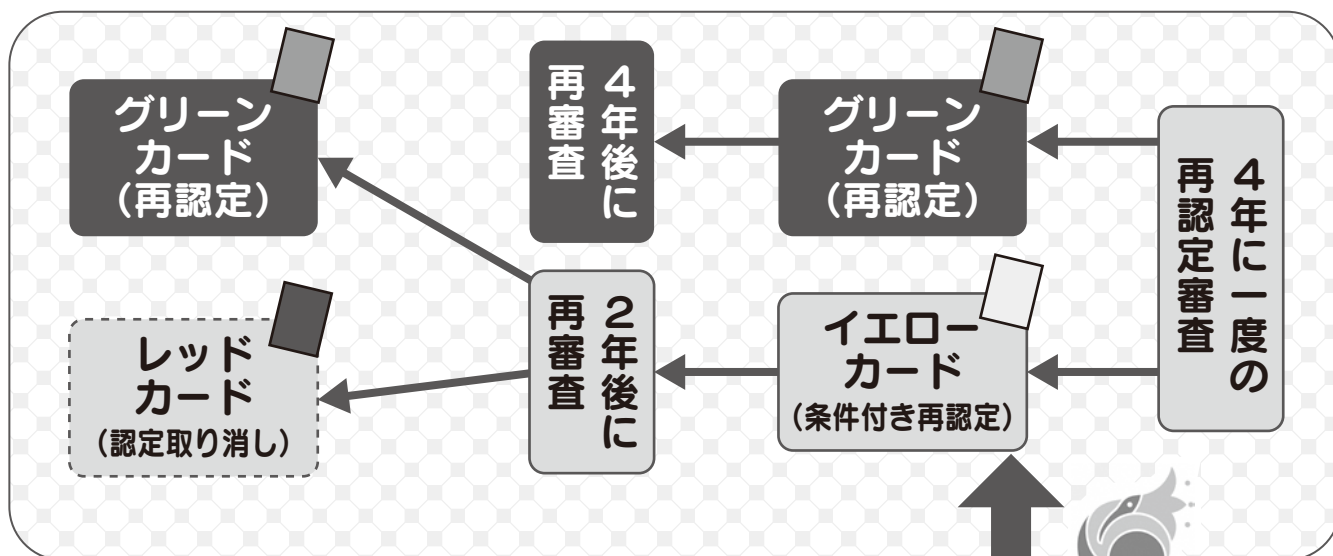 ４年に一度の
再認定審査
グリーン
カード
（再認定）
４年後に
再審査
イエロー
カード
（条件付き再認定）
２年後に
再審査
グリーン
カード
（再認定）
レッド
カード
（認定取り消し）